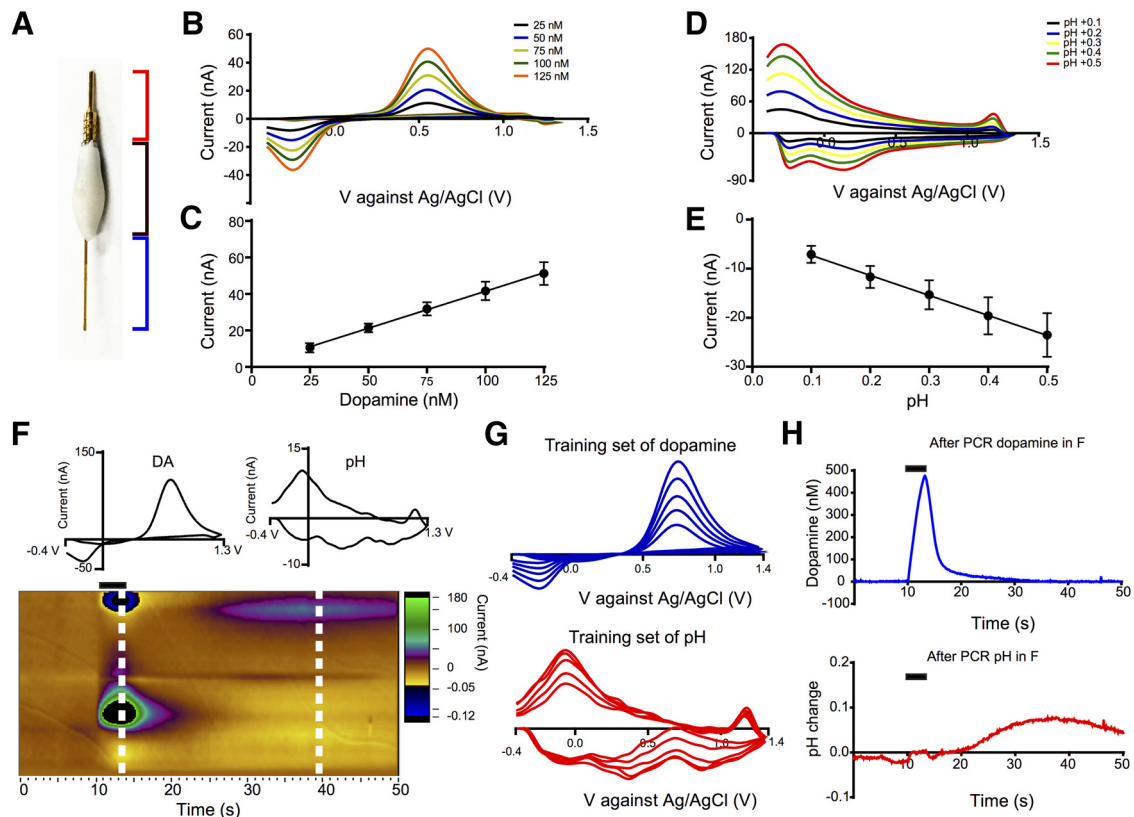 A
B
Current (nA)
60
40
20
0
-20
-40
-60
0.0
0.5
1.0
1.5
25 nM
50 nM
75 nM
100 nM
125 nM
V against Ag/AgCl (V)
C
Current (nA)
80
60
40
20
0
0
25
50
75
100
125
Dopamine (nM)
D
Current (nA)
180
120
60
0
-90
0.0
0.5
1.0
1.5
pH +0.1
pH +0.2
pH +0.3
pH +0.4
pH +0.5
V against Ag/AgCl (V)
E
Current (nA)
0
-10
-20
-30
0.0
0.1
0.2
0.3
0.4
0.5
pH
F
Current (nA)
150
DA
-50
-0.4 V
1.3 V
Current (nA)
15
pH
-10
-0.4 V
1.3 V
180
100
0
-0.05
-0.12
Current (nA)
0
10
20
30
40
50
Time (s)
G
Training set of dopamine
-0.4
0.0
0.5
1.0
1.4
V against Ag/AgCl (V)
Training set of pH
-0.4
0.0
0.5
1.0
1.4
V against Ag/AgCl (V)
H
After PCR dopamine in F
Dopamine (nM)
500
400
300
200
100
0
-100
0
10
20
30
40
50
Time (s)
After PCR pH in F
pH change
0.2
0.1
0.0
-0.1
0
10
20
30
40
50
Time (s)